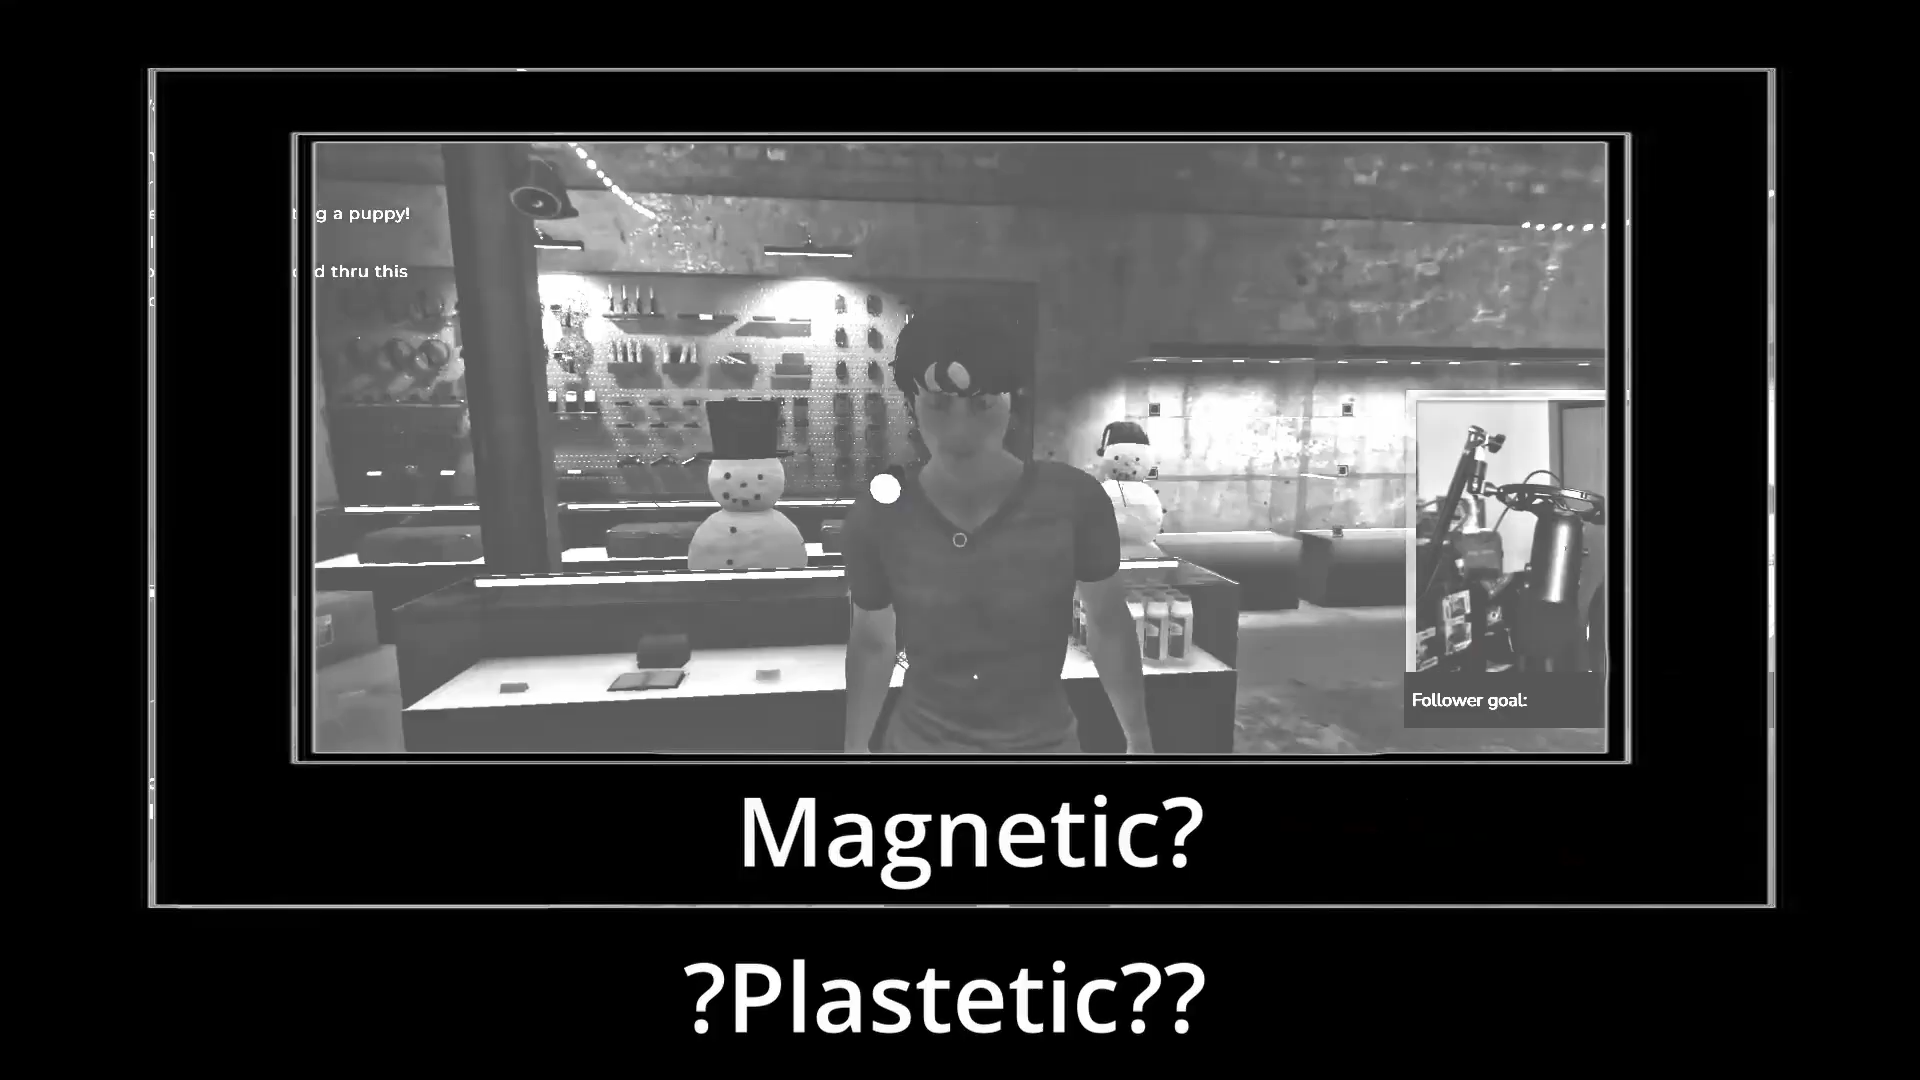 g a puppy!
d thru this
Follower goal:
Magnetic?
?Plastetic??